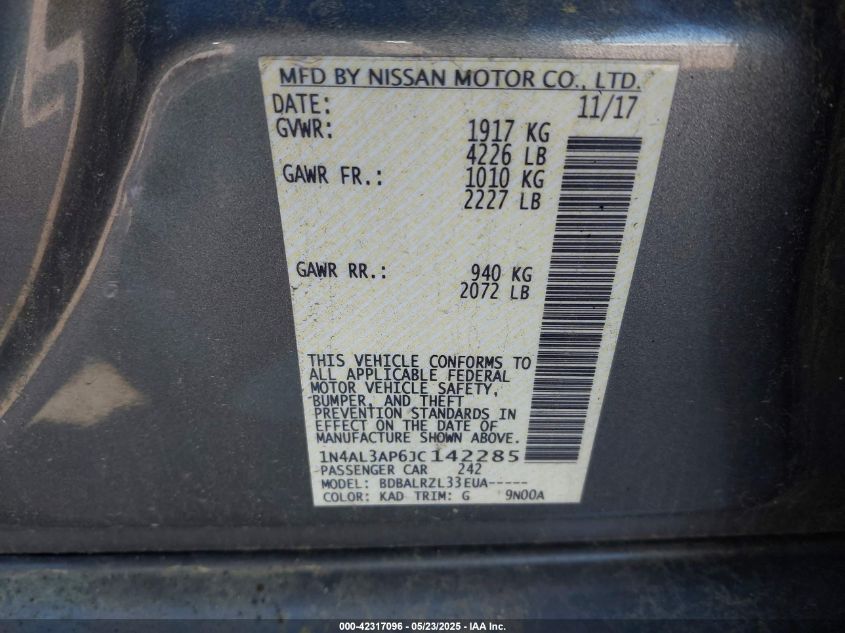 MFD BY NISSAN MOTOR CO., LTD.
DATE: 11/17
GVWR: 1917 KG
4226 LB
GAWR FR.: 1010 KG
2227 LB
GAWR RR.: 940 KG
2072 LB
THIS VEHICLE CONFORMS TO
ALL APPLICABLE FEDERAL
MOTOR VEHICLE SAFETY,
BUMPER, AND THEFT
PREVENTION STANDARDS IN
EFFECT ON THE DATE OF
MANUFACTURE SHOWN ABOVE.
1N4AL3AP6JC142285
PASSENGER CAR 242
MODEL: BDBALRZL33EUA-----
COLOR: KAD TRIM: G 9N00A
000-42317096 - 05/23/2025 - IAA Inc.